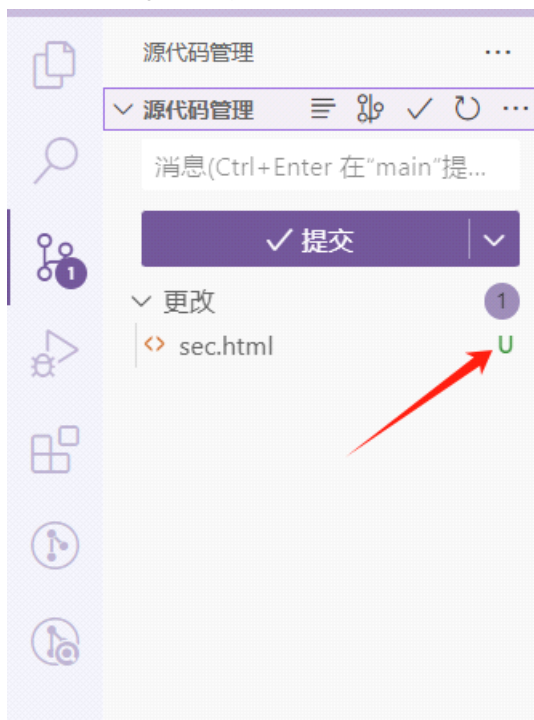 源代码管理
源代码管理
消息(Ctrl+Enter 在“main”提...
提交
更改 1
<> sec.html U
1